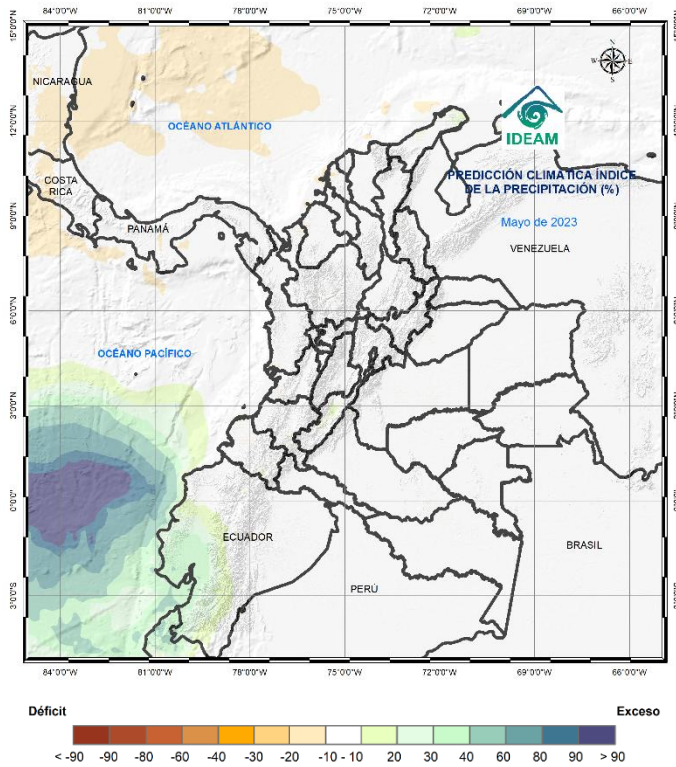 84°0'0"W 81°0'0"W 78°0'0"W 75°0'0"W 72°0'0"W 69°0'0"W 66°0'0"W
15°0'0"N
NICARAGUA
N
W E
S
12°0'0"N
OCÉANO ATLÁNTICO
IDEAM
COSTA
RICA
PREDICCIÓN CLIMÁTICA ÍNDICE
DE LA PRECIPITACIÓN (%)
9°0'0"N
PANAMÁ
Mayo de 2023
VENEZUELA
6°0'0"N
OCÉANO PACÍFICO
3°0'0"N
0°0'0"
ECUADOR
BRASIL
PERÚ
3°0'0"S
84°0'0"W 81°0'0"W 78°0'0"W 75°0'0"W 72°0'0"W 69°0'0"W 66°0'0"W
Déficit Exceso
< -90 -90 -80 -60 -40 -30 -20 -10 - 10 20 30 40 60 80 90 > 90